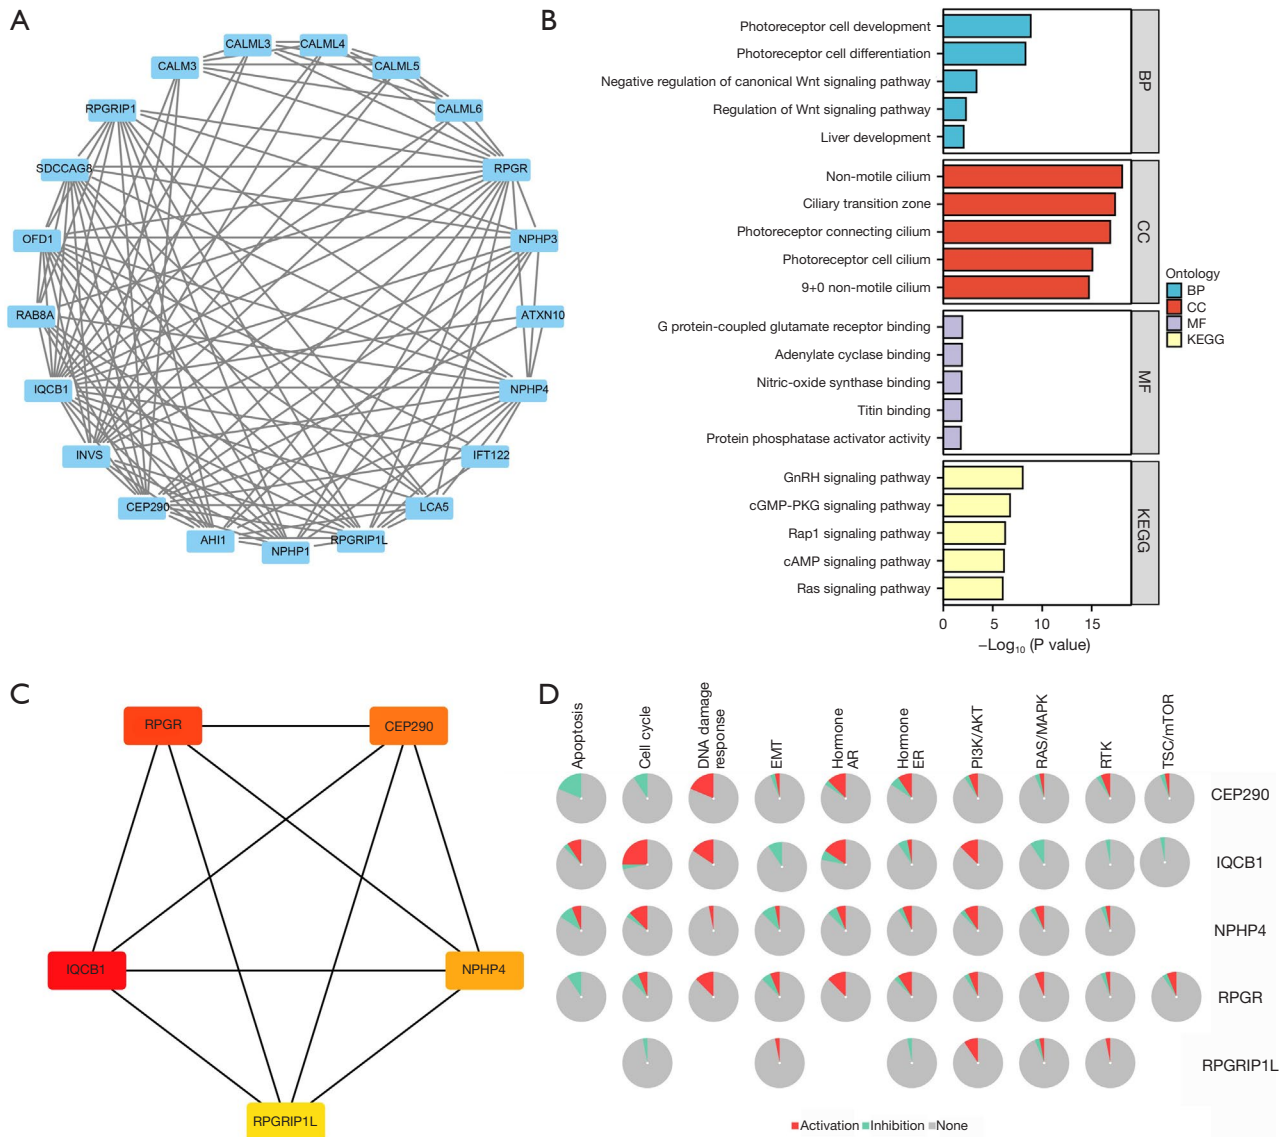 A
CALML3
CALML4
CALM3
CALML5
RPGRIP1
CALML6
SDCCAG8
RPGR
OFD1
NPHP3
RAB8A
ATXN10
IQCB1
NPHP4
INVS
IFT122
CEP290
LCA5
AHI1
NPHP1
RPGRIP1L
B
Photoreceptor cell development
Photoreceptor cell differentiation
Negative regulation of canonical Wnt signaling pathway
Regulation of Wnt signaling pathway
Liver development
BP
Non-motile cilium
Ciliary transition zone
Photoreceptor connecting cilium
Photoreceptor cell cilium
9+0 non-motile cilium
CC
G protein-coupled glutamate receptor binding
Adenylate cyclase binding
Nitric-oxide synthase binding
Titin binding
Protein phosphatase activator activity
MF
GnRH signaling pathway
cGMP-PKG signaling pathway
Rap1 signaling pathway
cAMP signaling pathway
Ras signaling pathway
KEGG
0 5 10 15
−Log₁₀ (P value)
Ontology
BP
CC
MF
KEGG
C
RPGR
CEP290
IQCB1
NPHP4
RPGRIP1L
D
Apoptosis
Cell cycle
DNA damage
response
EMT
Hormone
AR
Hormone
ER
PI3K/AKT
RAS/MAPK
RTK
TSC/mTOR
CEP290
IQCB1
NPHP4
RPGR
RPGRIP1L
Activation Inhibition None